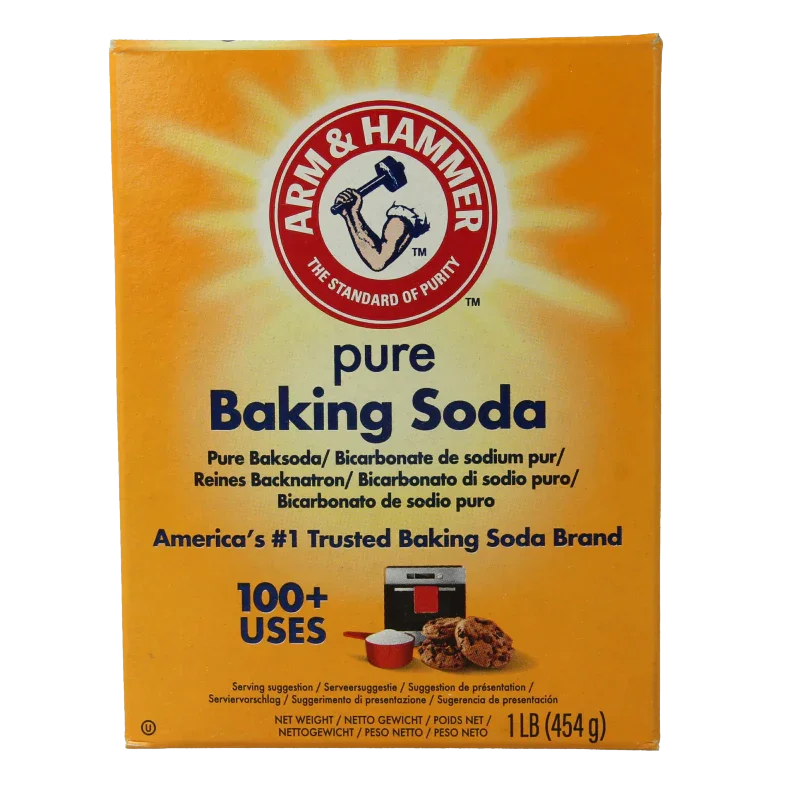 ARM & HAMMER
THE STANDARD OF PURITY
TM
TM
pure
Baking Soda
Pure Baksoda/ Bicarbonate de sodium pur/
Reines Backnatron/ Bicarbonato di sodio puro/
Bicarbonato de sodio puro
America's #1 Trusted Baking Soda Brand
100+
USES
Serving suggestion / Serveersuggestie / Suggestion de présentation /
Serviervorschlag / Suggerimento di presentazione / Sugerencia de presentación
NET WEIGHT / NETTO GEWICHT / POIDS NET /
NETTOGEWICHT / PESO NETTO / PESO NETO
1 LB (454 g)
U